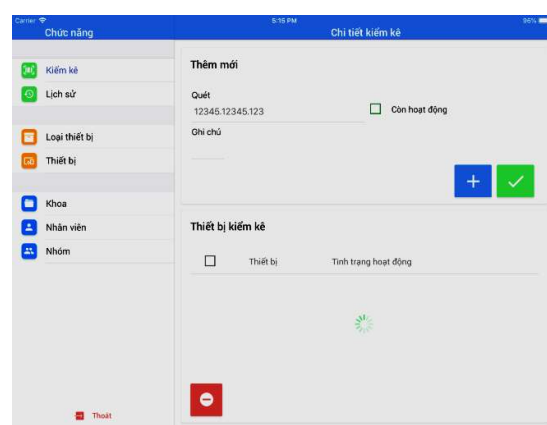 Carrier 5:15 PM 96%
Chức năng
Chi tiết kiểm kê
Kiểm kê
Lịch sử
Loại thiết bị
Thiết bị
Khoa
Nhân viên
Nhóm
Thoát
Thêm mới
Quét
12345.12345.123
Còn hoạt động
Ghi chú
Thiết bị kiểm kê
Thiết bị
Tình trạng hoạt động